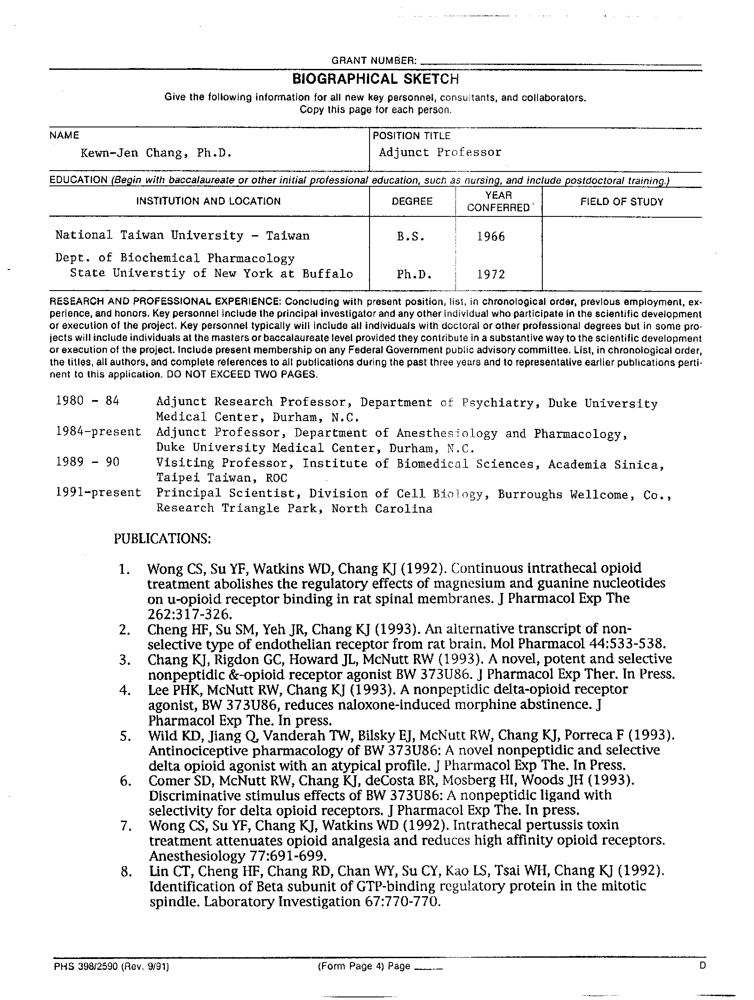 GRANT NUMBER:
BIOGRAPHICAL SKETCH
Give the following information for all new key personnel, consultants, and collaborators.
Copy this page for each person.
NAME POSITION TITLE
Kewn-Jen Chang, Ph.D. Adjunct Professor
EDUCATION (Begin with baccalaureate or other initial professional education, such as nursing, and include postdoctoral training.)
INSTITUTION AND LOCATION DEGREE YEAR CONFERRED FIELD OF STUDY
National Taiwan University - Taiwan B.S. 1966
Dept. of Biochemical Pharmacology
State Universtiy of New York at Buffalo Ph.D. 1972
RESEARCH AND PROFESSIONAL EXPERIENCE: Concluding with present position, list, in chronological order, previous employment, ex-
perience, and honors. Key personnel include the principal investigator and any other individual who participate in the scientific development
or execution of the project. Key personnel typically will include all individuals with doctoral or other professional degrees but in some pro-
jects will include individuals at the masters or baccalaureate level provided they contribute in a substantive way to the scientific development
or execution of the project. Include present membership on any Federal Government public advisory committee. List, in chronological order,
the titles, all authors, and complete references to all publications during the past three years and to representative earlier publications perti-
nent to this application. DO NOT EXCEED TWO PAGES.
1980 - 84 Adjunct Research Professor, Department of Psychiatry, Duke University
Medical Center, Durham, N.C.
1984-present Adjunct Professor, Department of Anesthesiology and Pharmacology,
Duke University Medical Center, Durham, N.C.
1989 - 90 Visiting Professor, Institute of Biomedical Sciences, Academia Sinica,
Taipei Taiwan, ROC
1991-present Principal Scientist, Division of Cell Biology, Burroughs Wellcome, Co.,
Research Triangle Park, North Carolina
PUBLICATIONS:
1. Wong CS, Su YF, Watkins WD, Chang KJ (1992). Continuous intrathecal opioid
treatment abolishes the regulatory effects of magnesium and guanine nucleotides
on u-opioid receptor binding in rat spinal membranes. J Pharmacol Exp The
262:317-326.
2. Cheng HF, Su SM, Yeh JR, Chang KJ (1993). An alternative transcript of non-
selective type of endothelian receptor from rat brain. Mol Pharmacol 44:533-538.
3. Chang KJ, Rigdon GC, Howard JL, McNutt RW (1993). A novel, potent and selective
nonpeptidic &-opioid receptor agonist BW 373U86. J Pharmacol Exp Ther. In Press.
4. Lee PHK, McNutt RW, Chang KJ (1993). A nonpeptidic delta-opioid receptor
agonist, BW 373U86, reduces naloxone-induced morphine abstinence. J
Pharmacol Exp The. In press.
5. Wild KD, Jiang Q, Vanderah TW, Bilsky EJ, McNutt RW, Chang KJ, Porreca F (1993).
Antinociceptive pharmacology of BW 373U86: A novel nonpeptidic and selective
delta opioid agonist with an atypical profile. J Pharmacol Exp The. In Press.
6. Comer SD, McNutt RW, Chang KJ, deCosta BR, Mosberg HI, Woods JH (1993).
Discriminative stimulus effects of BW 373U86: A nonpeptidic ligand with
selectivity for delta opioid receptors. J Pharmacol Exp The. In press.
7. Wong CS, Su YF, Chang KJ, Watkins WD (1992). Intrathecal pertussis toxin
treatment attenuates opioid analgesia and reduces high affinity opioid receptors.
Anesthesiology 77:691-699.
8. Lin CT, Cheng HF, Chang RD, Chan WY, Su CY, Kao LS, Tsai WH, Chang KJ (1992).
Identification of Beta subunit of GTP-binding regulatory protein in the mitotic
spindle. Laboratory Investigation 67:770-770.
PHS 398/2590 (Rev. 9/91) (Form Page 4) Page D